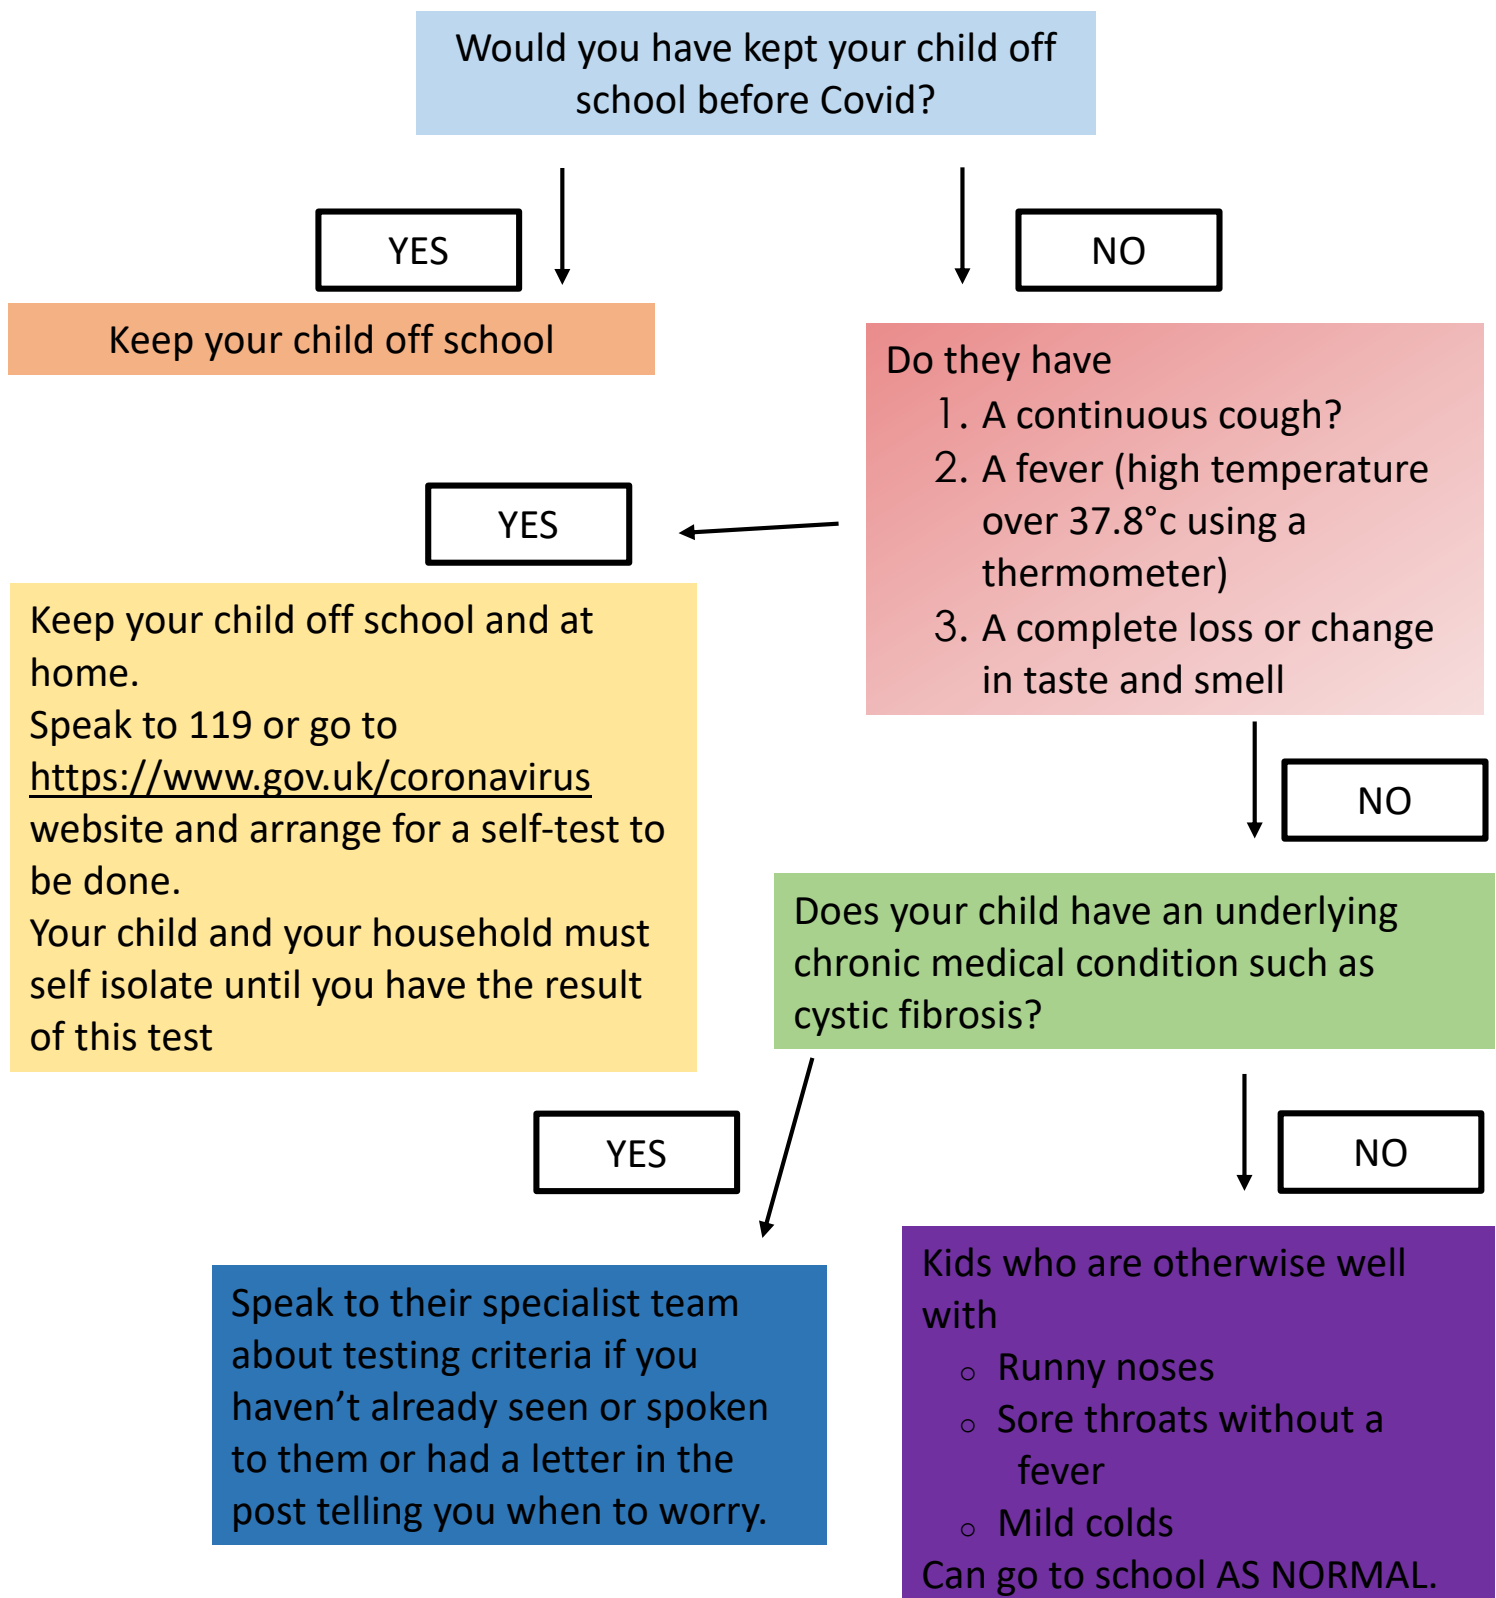 Would you have kept your child off
school before Covid?
YES
NO
Keep your child off school
Do they have
1. A continuous cough?
2. A fever (high temperature
over 37.8°c using a
thermometer)
3. A complete loss or change
in taste and smell
YES
Keep your child off school and at
home.
Speak to 119 or go to
https://www.gov.uk/coronavirus
website and arrange for a self-test to
be done.
Your child and your household must
self isolate until you have the result
of this test
NO
Does your child have an underlying
chronic medical condition such as
cystic fibrosis?
YES
NO
Speak to their specialist team
about testing criteria if you
haven’t already seen or spoken
to them or had a letter in the
post telling you when to worry.
Kids who are otherwise well
with
o Runny noses
o Sore throats without a
fever
o Mild colds
Can go to school AS NORMAL.